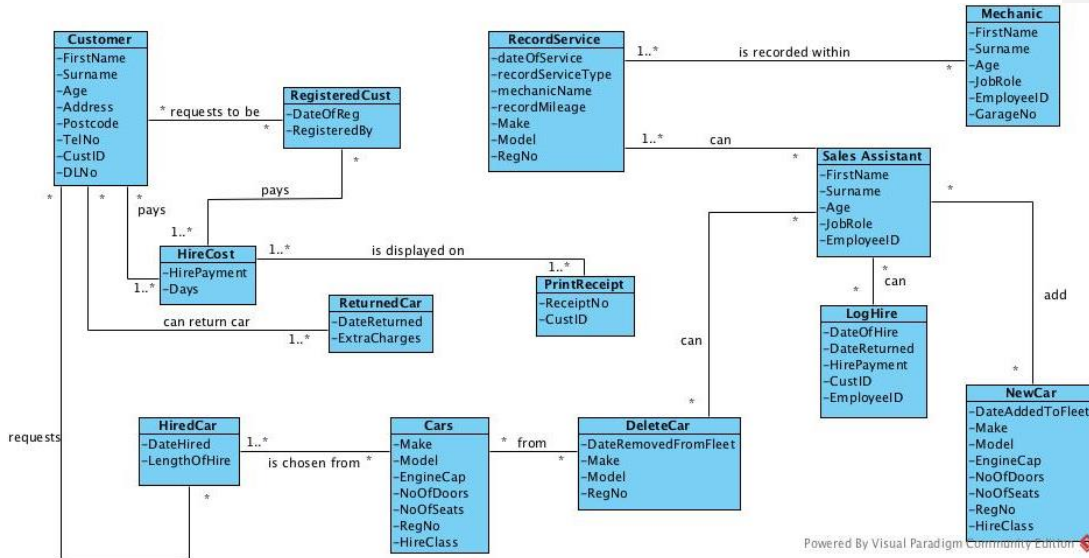 Customer
-FirstName
-Surname
-Age
-Address
-Postcode
-TelNo
-CustID
-DLNo
* requests to be *
RegisteredCust
-DateOfReg
-RegisteredBy
*
pays
1..*
RecordService
-dateOfService
-recordServiceType
-mechanicName
-recordMileage
-Make
-Model
-RegNo
1..* is recorded within *
Mechanic
-FirstName
-Surname
-Age
-JobRole
-EmployeeID
-GarageNo
1..* can *
Sales Assistant
-FirstName
-Surname
-Age
-JobRole
-EmployeeID
* * *
pays
1..*
HireCost
-HirePayment
-Days
1..* is displayed on 1..*
PrintReceipt
-ReceiptNo
-CustID
can return car 1..*
ReturnedCar
-DateReturned
-ExtraCharges
*
can
*
*
can
*
LogHire
-DateOfHire
-DateReturned
-HirePayment
-CustID
-EmployeeID
*
add
*
NewCar
-DateAddedToFleet
-Make
-Model
-EngineCap
-NoOfDoors
-NoOfSeats
-RegNo
-HireClass
requests
*
HiredCar
-DateHired
-LengthOfHire
1..*
is chosen from *
Cars
-Make
-Model
-EngineCap
-NoOfDoors
-NoOfSeats
-RegNo
-HireClass
* from *
DeleteCar
-DateRemovedFromFleet
-Make
-Model
-RegNo
Powered By Visual Paradigm Community Edition